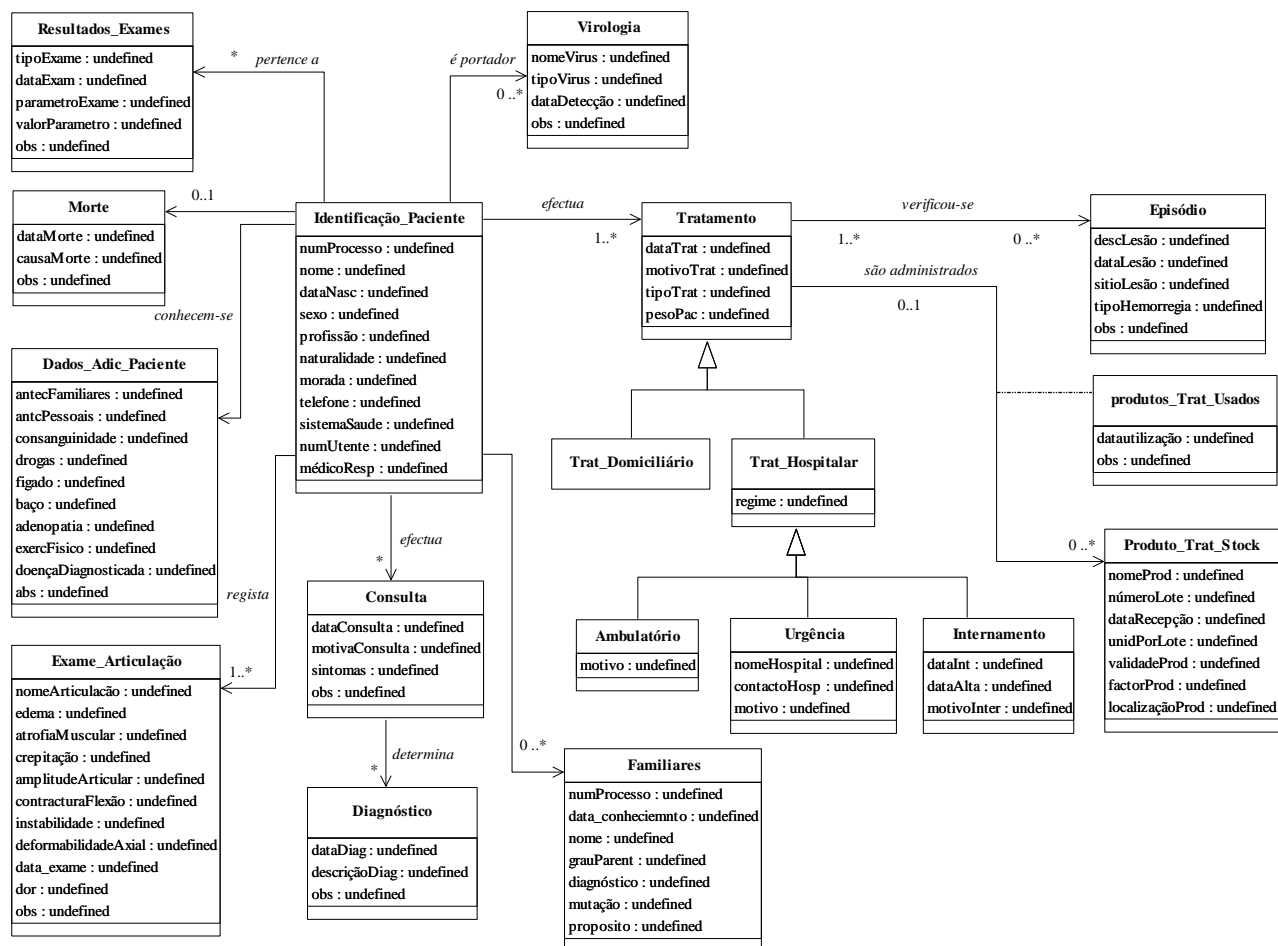 Resultados_Exames
tipoExame : undefined
dataExam : undefined
parametroExame : undefined
valorParametro : undefined
obs : undefined
*
pertence a
é portador
0 ..*
Virologia
nomeVirus : undefined
tipoVirus : undefined
dataDetecção : undefined
obs : undefined
Morte
dataMorte : undefined
causaMorte : undefined
obs : undefined
0..1
conhecem-se
Identificação_Paciente
numProcesso : undefined
nome : undefined
dataNasc : undefined
sexo : undefined
profissão : undefined
naturalidade : undefined
morada : undefined
telefone : undefined
sistemaSaude : undefined
numUtente : undefined
médicoResp : undefined
efectua
1..*
Tratamento
dataTrat : undefined
motivoTrat : undefined
tipoTrat : undefined
pesoPac : undefined
verificou-se
1..*
0 ..*
são administrados
0..1
Episódio
descLesão : undefined
dataLesão : undefined
sitioLesão : undefined
tipoHemorregia : undefined
obs : undefined
Dados_Adic_Paciente
antecFamiliares : undefined
antcPessoais : undefined
consanguinidade : undefined
drogas : undefined
figado : undefined
baço : undefined
adenopatia : undefined
exercFisico : undefined
doençaDiagnosticada : undefined
abs : undefined
produtos_Trat_Usados
datautilização : undefined
obs : undefined
Trat_Domiciliário
Trat_Hospitalar
regime : undefined
0 ..*
Produto_Trat_Stock
nomeProd : undefined
númeroLote : undefined
dataRecepção : undefined
unidPorLote : undefined
validadeProd : undefined
factorProd : undefined
localizaçãoProd : undefined
efectua
*
regista
1..*
Consulta
dataConsulta : undefined
motivaConsulta : undefined
sintomas : undefined
obs : undefined
Ambulatório
motivo : undefined
Urgência
nomeHospital : undefined
contactoHosp : undefined
motivo : undefined
Internamento
dataInt : undefined
dataAlta : undefined
motivoInter : undefined
Exame_Articulação
nomeArticulacão : undefined
edema : undefined
atrofiaMuscular : undefined
crepitação : undefined
amplitudeArticular : undefined
contracturaFlexão : undefined
instabilidade : undefined
deformabilidadeAxial : undefined
data_exame : undefined
dor : undefined
obs : undefined
determina
*
0 ..*
Diagnóstico
dataDiag : undefined
descriçãoDiag : undefined
obs : undefined
Familiares
numProcesso : undefined
data_conheciemnto : undefined
nome : undefined
grauParent : undefined
diagnóstico : undefined
mutação : undefined
proposito : undefined